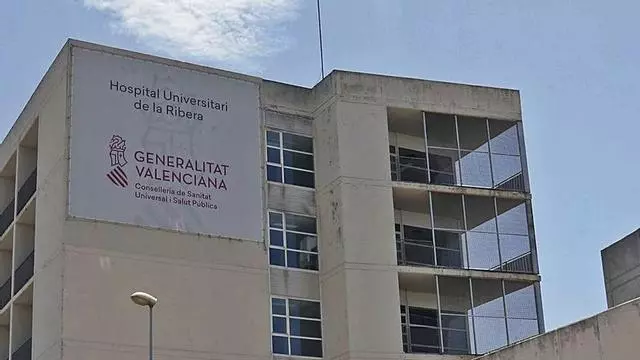 Hospital Universitari
de la Ribera
GENERALITAT
VALENCIANA
Conselleria de Sanitat
Universal i Salut Pública